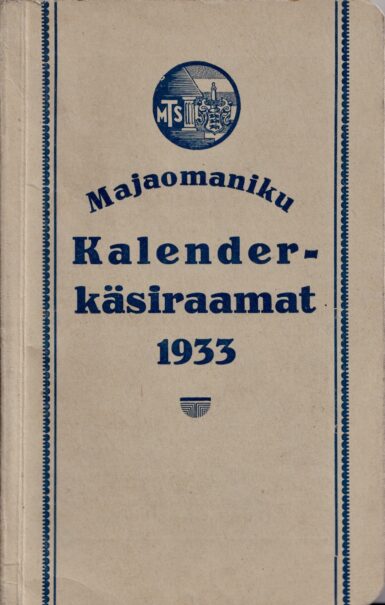 MTS
Majaomaniku
Kalender-
käsiraamat
1933